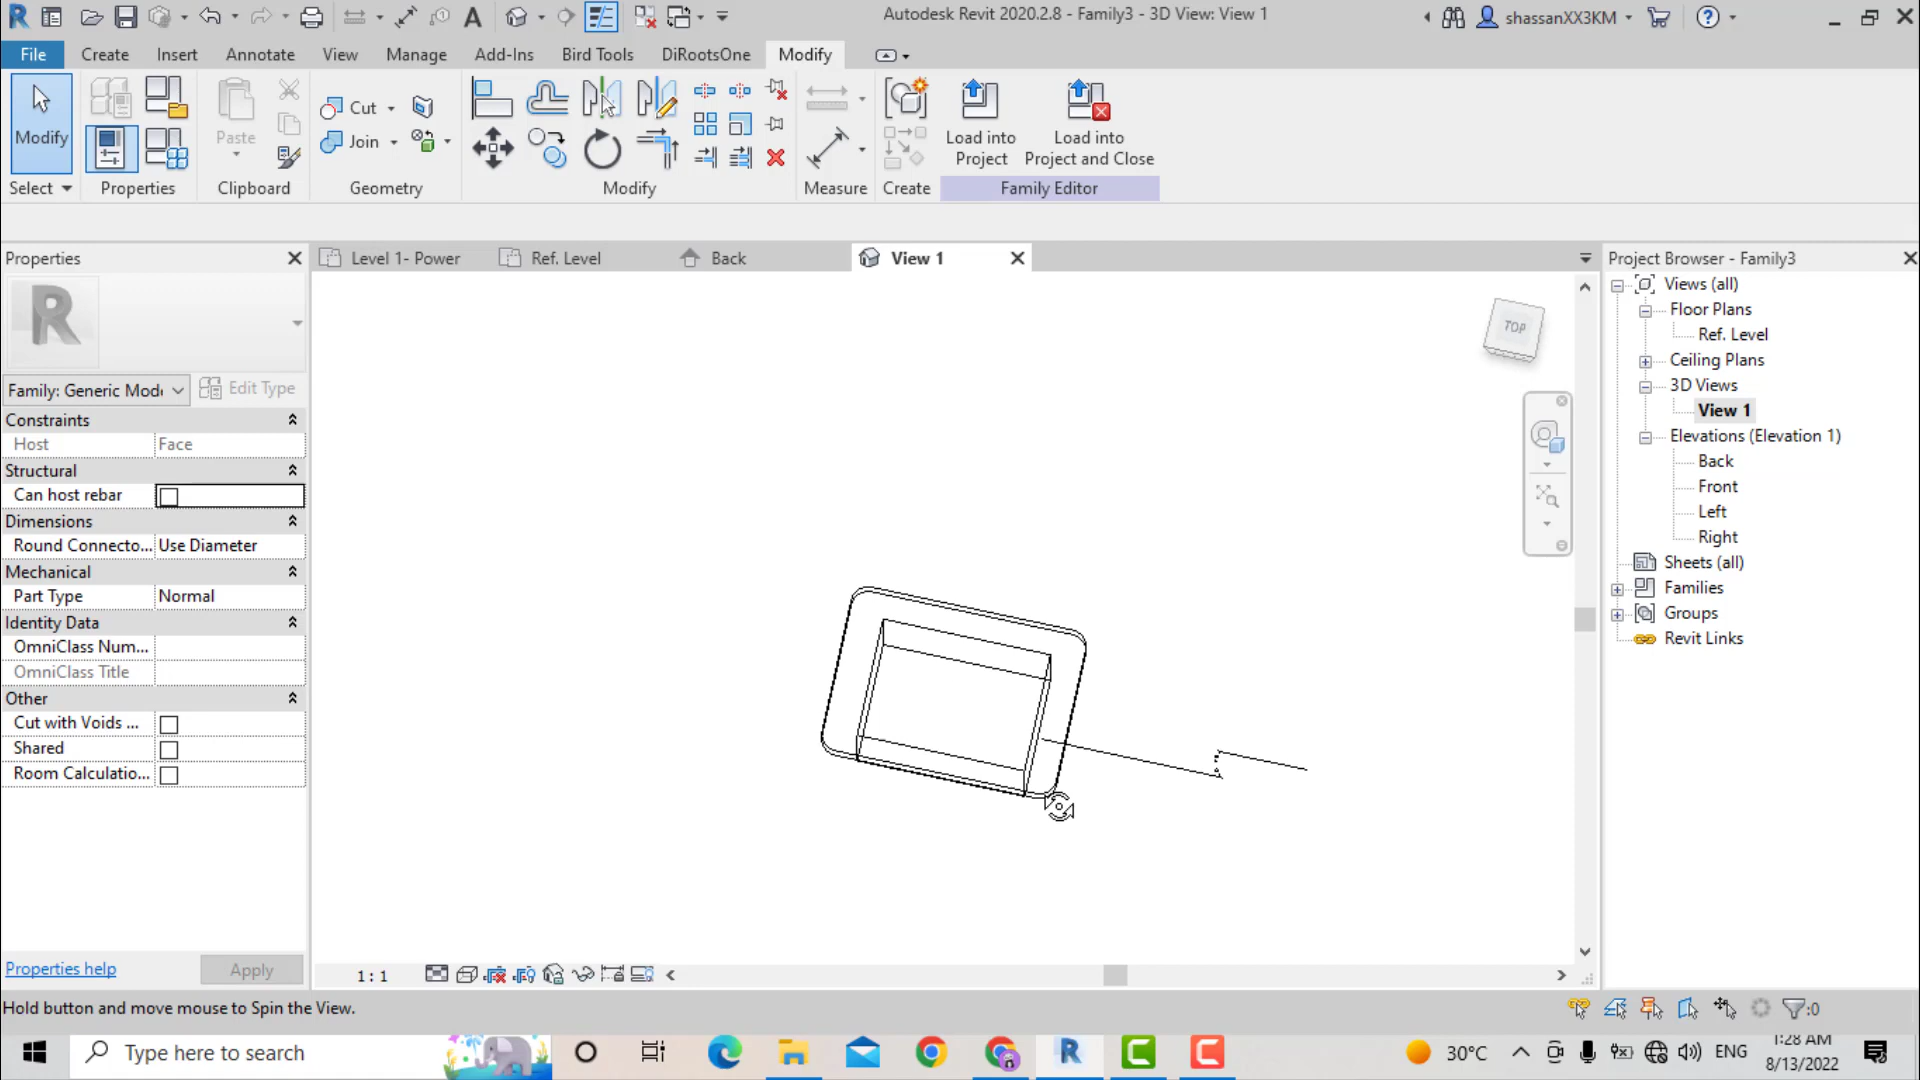 Autodesk Revit 2020.2.8 - Family3 - 3D View: View 1
shassanXX3KM
File
Create
Insert
Annotate
View
Manage
Add-Ins
Bird Tools
DiRootsOne
Modify
Modify
Paste
Cut
Join
Load into
Project
Load into
Project and Close
Select
Properties
Clipboard
Geometry
Modify
Measure
Create
Family Editor
Properties
Level 1- Power
Ref. Level
Back
View 1
Project Browser - Family3
R
Family: Generic Mod
Edit Type
Constraints
Host
Face
Structural
Can host rebar
Dimensions
Round Connecto...
Use Diameter
Mechanical
Part Type
Normal
Identity Data
OmniClass Num...
OmniClass Title
Other
Cut with Voids ...
Shared
Room Calculatio...
Properties help
Apply
TOP
Views (all)
Floor Plans
Ref. Level
Ceiling Plans
3D Views
View 1
Elevations (Elevation 1)
Back
Front
Left
Right
Sheets (all)
Families
Groups
Revit Links
1 : 1
Hold button and move mouse to Spin the View.
:0
Type here to search
30°C
ENG
1:28 AM
8/13/2022